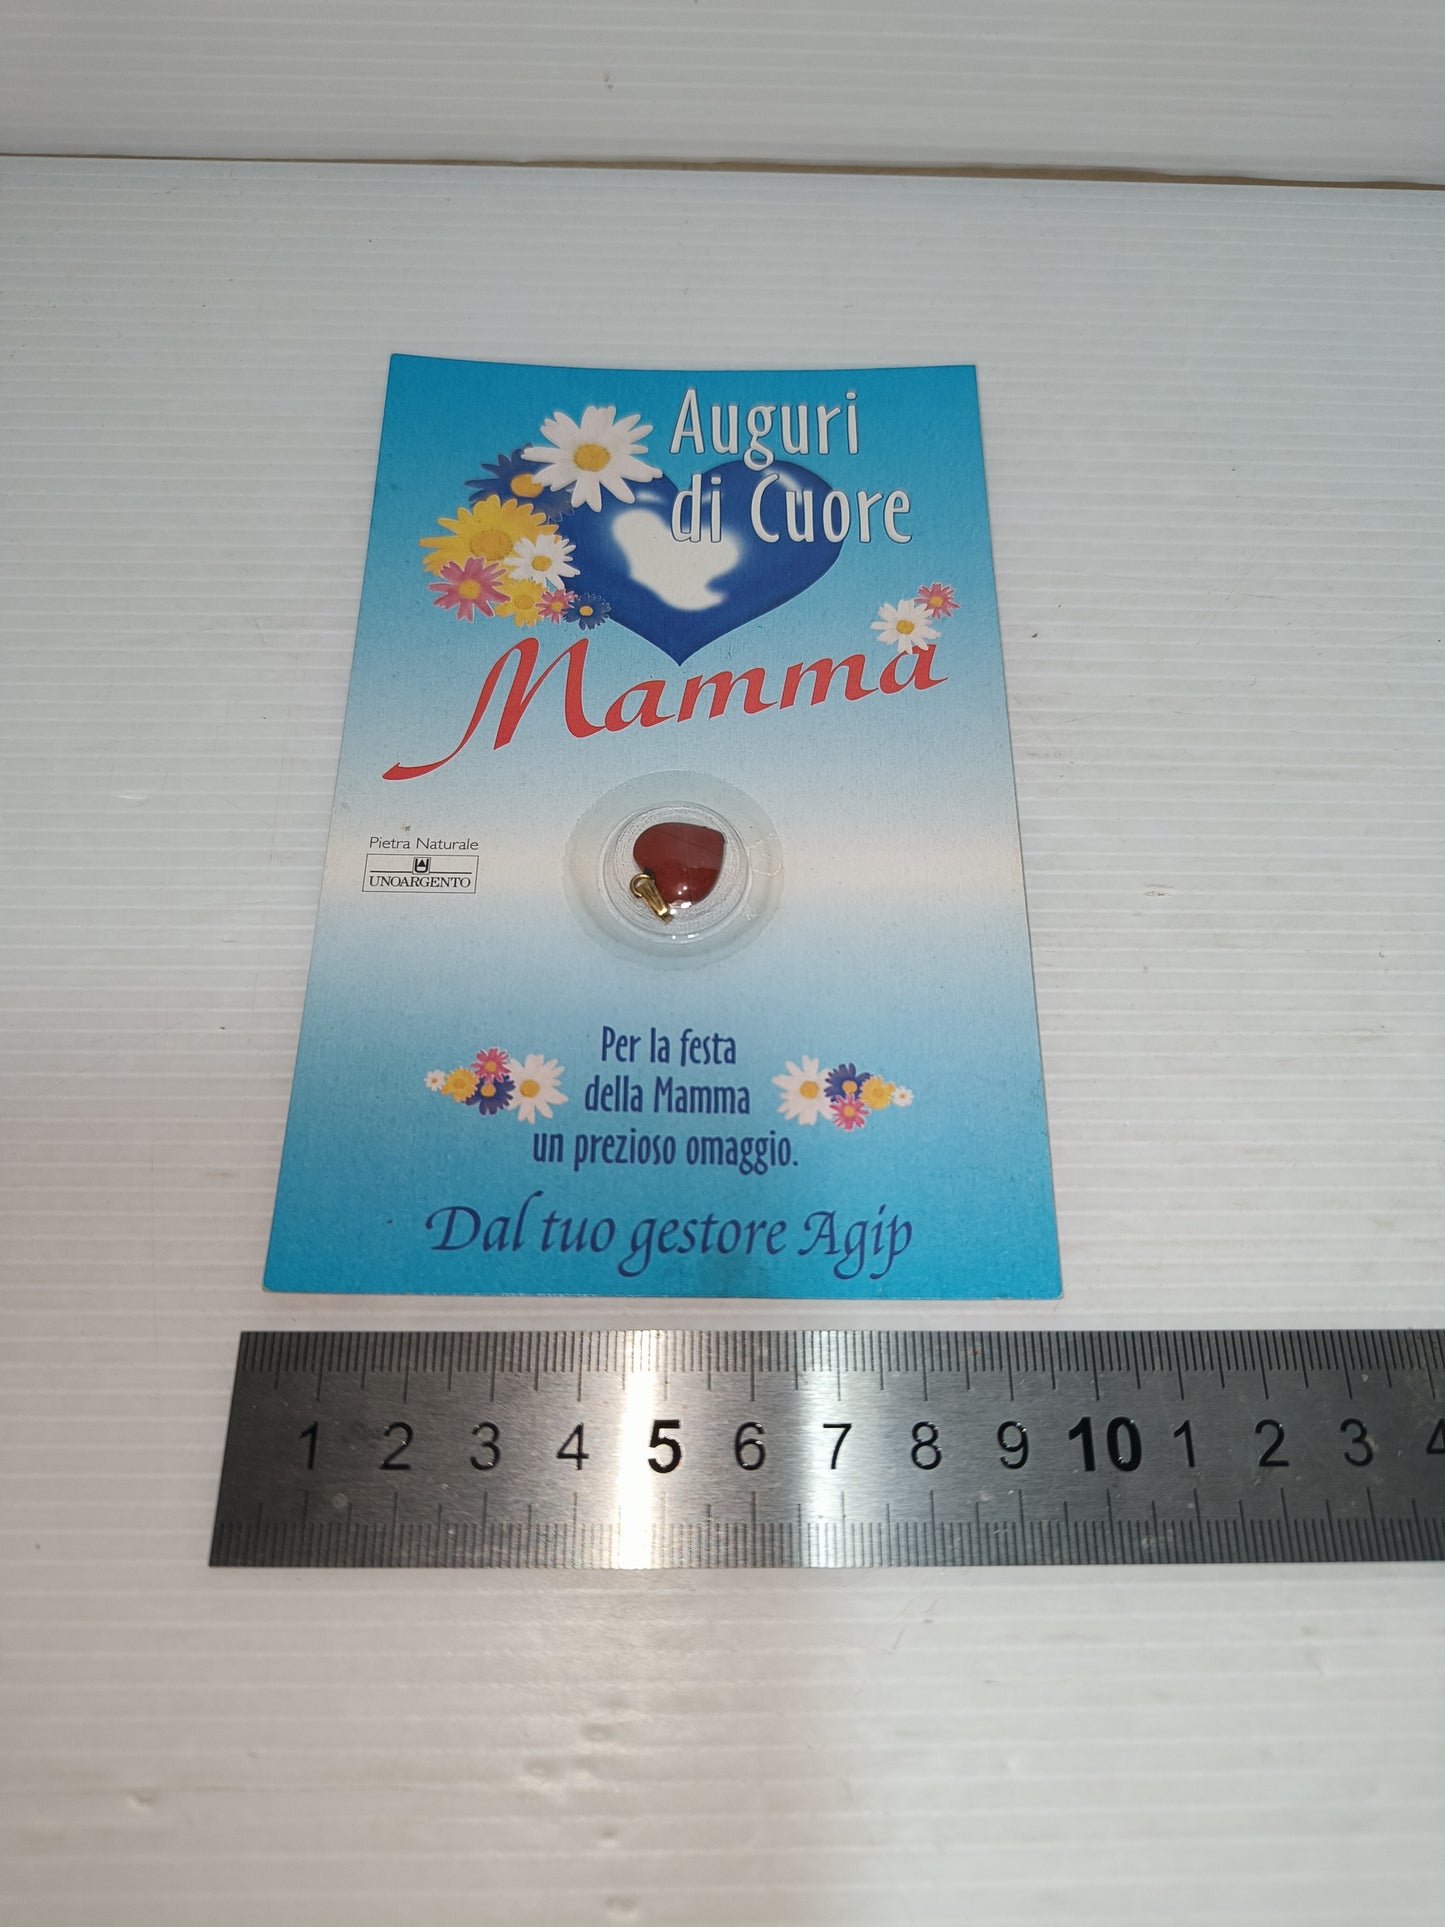 Auguri
di Cuore
Mamma
Pietra Naturale
UNOARGENTO
Per la festa
della Mamma
un prezioso omaggio.
Dal tuo gestore Agip
1 2 3 4 5 6 7 8 9 10 1 2 3 4